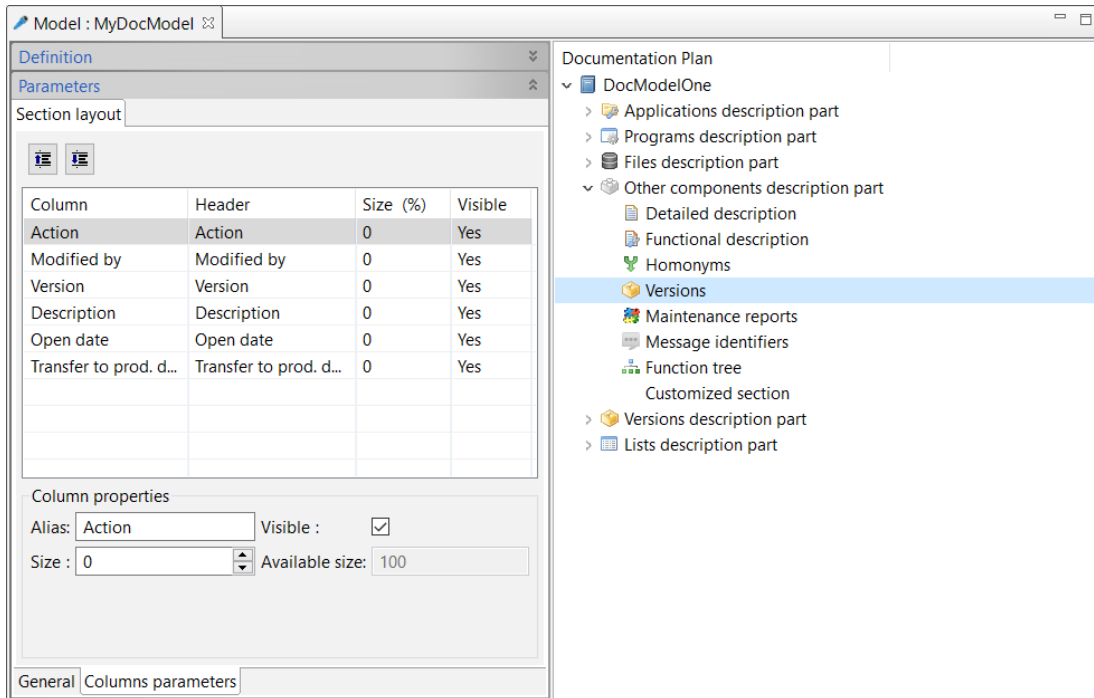 Model : MyDocModel
Definition
Parameters
Section layout
Column Header Size (%) Visible
Action Action 0 Yes
Modified by Modified by 0 Yes
Version Version 0 Yes
Description Description 0 Yes
Open date Open date 0 Yes
Transfer to prod. d... Transfer to prod. d... 0 Yes
Column properties
Alias: Action Visible :
Size : 0 Available size: 100
General Columns parameters
Documentation Plan
DocModelOne
Applications description part
Programs description part
Files description part
Other components description part
Detailed description
Functional description
Homonyms
Versions
Maintenance reports
Message identifiers
Function tree
Customized section
Versions description part
Lists description part